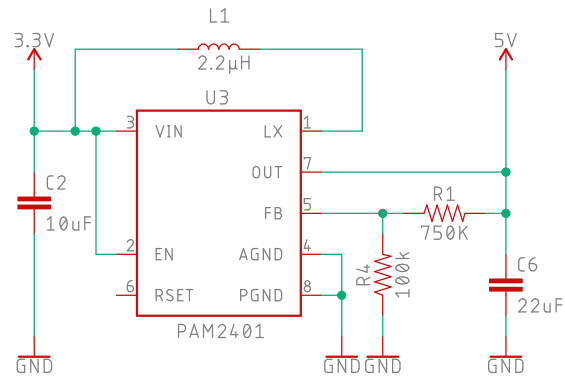 L1
3.3V
5V
2.2µH
U3
3
VIN
LX
1
OUT
7
C2
R1
FB
5
10uF
750K
2
EN
AGND
4
R4
100k
C6
6
RSET
PGND
8
22uF
PAM2401
GND
GND
GND
GND